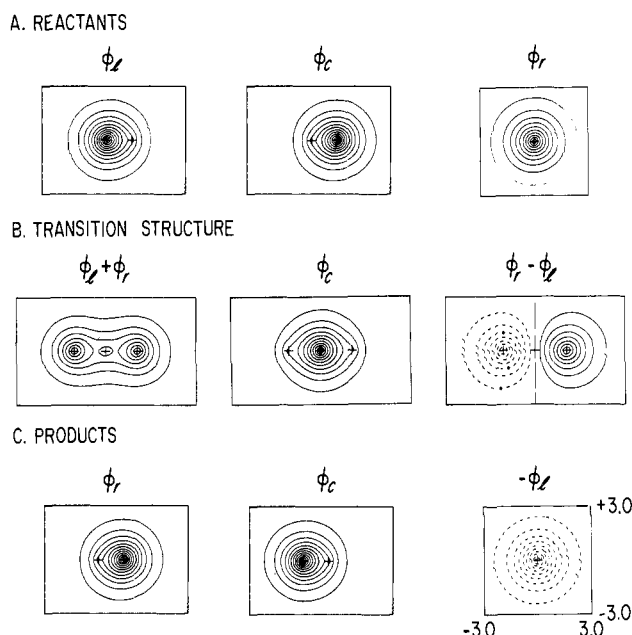 A. REACTANTS
ϕℓ ϕc ϕr
B. TRANSITION STRUCTURE
ϕℓ + ϕr ϕc ϕr - ϕℓ
C. PRODUCTS
ϕr ϕc -ϕℓ
+3.0
-3.0
-3.0 3.0